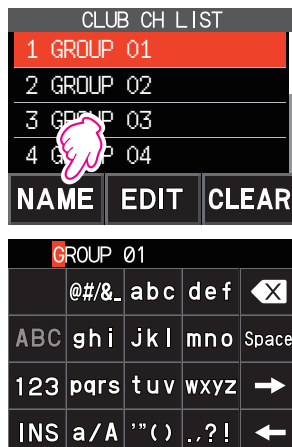 CLUB CH LIST
1 GROUP 01
2 GROUP 02
3 GROUP 03
4 GROUP 04
NAME EDIT CLEAR
GROUP 01
@#/&_ abc def
ABC ghi jkl mno Space
123 pqrs tuv wxyz →
INS a/A '"() .,?! ←